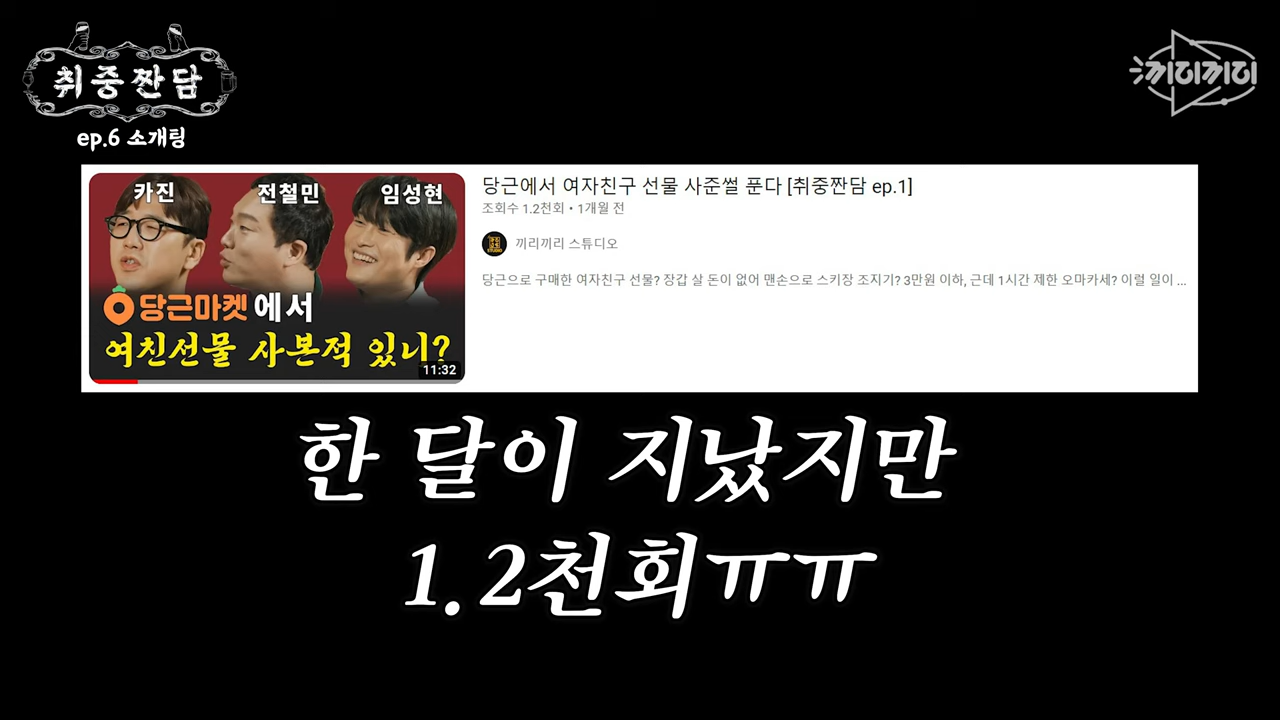 취중짠담
ep.6 소개팅
끼리끼리
카진 전철민 임성현
당근마켓에서
여친선물 사본적 있니?
11:32
당근에서 여자친구 선물 사준썰 푼다 [취중짠담 ep.1]
조회수 1.2천회 • 1개월 전
끼리끼리 스튜디오
당근으로 구매한 여자친구 선물? 장갑 살 돈이 없어 맨손으로 스키장 조지기? 3만원 이하, 근데 1시간 제한 오마카세? 이럴 일이 ...
한 달이 지났지만
1.2천회ㅠㅠ